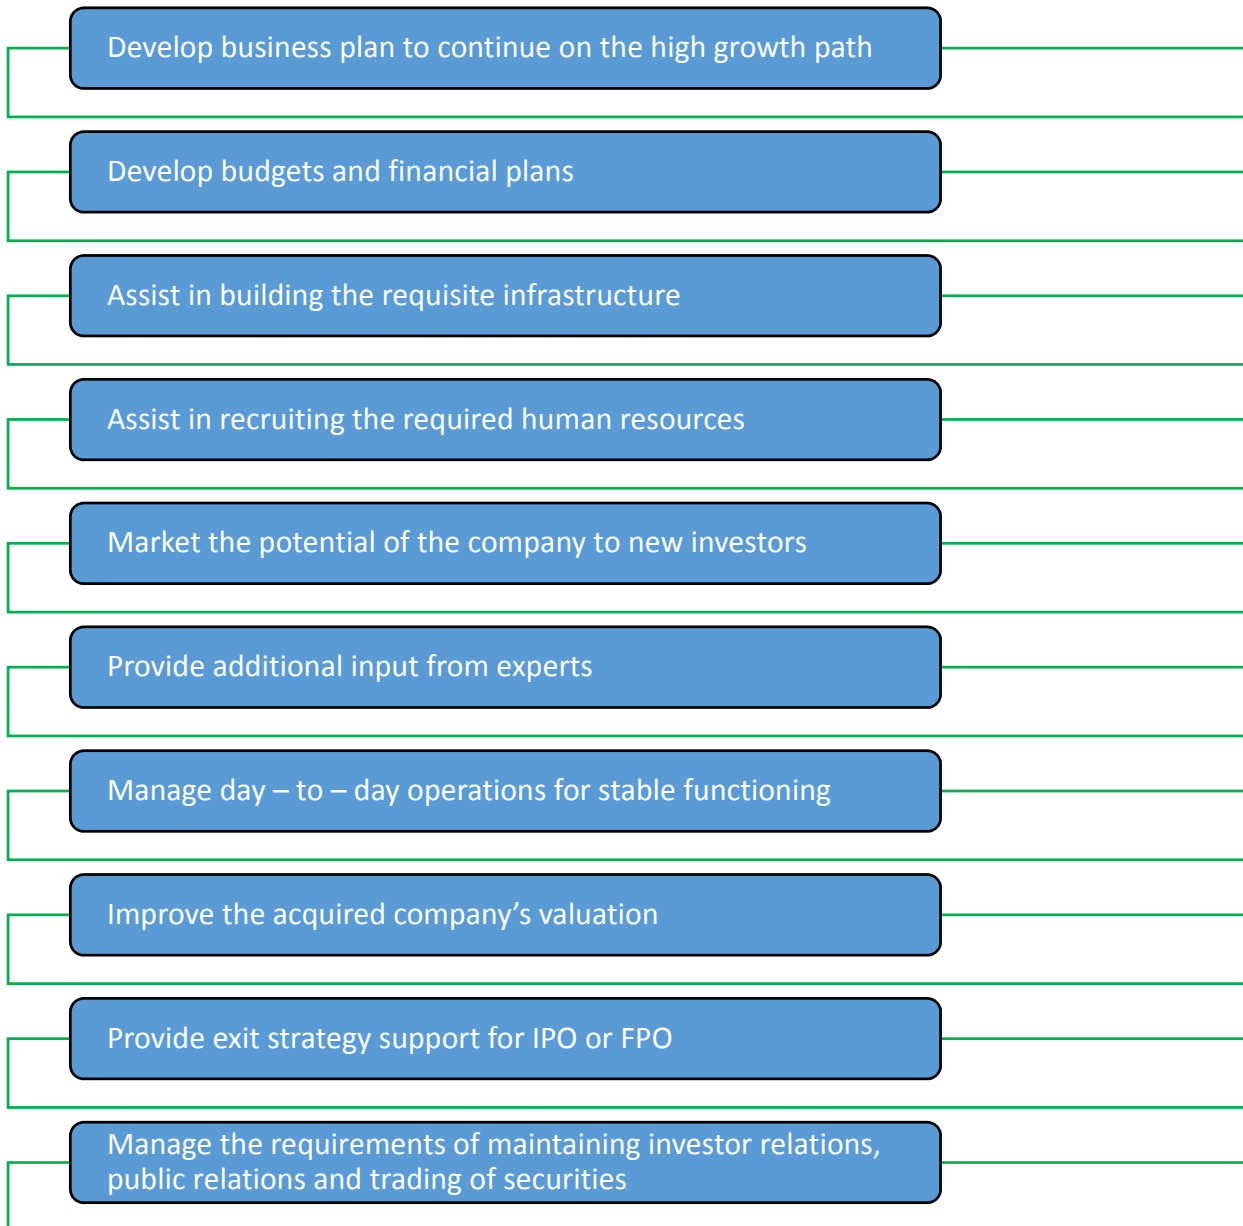 Develop business plan to continue on the high growth path
Develop budgets and financial plans
Assist in building the requisite infrastructure
Assist in recruiting the required human resources
Market the potential of the company to new investors
Provide additional input from experts
Manage day – to – day operations for stable functioning
Improve the acquired company’s valuation
Provide exit strategy support for IPO or FPO
Manage the requirements of maintaining investor relations,
public relations and trading of securities